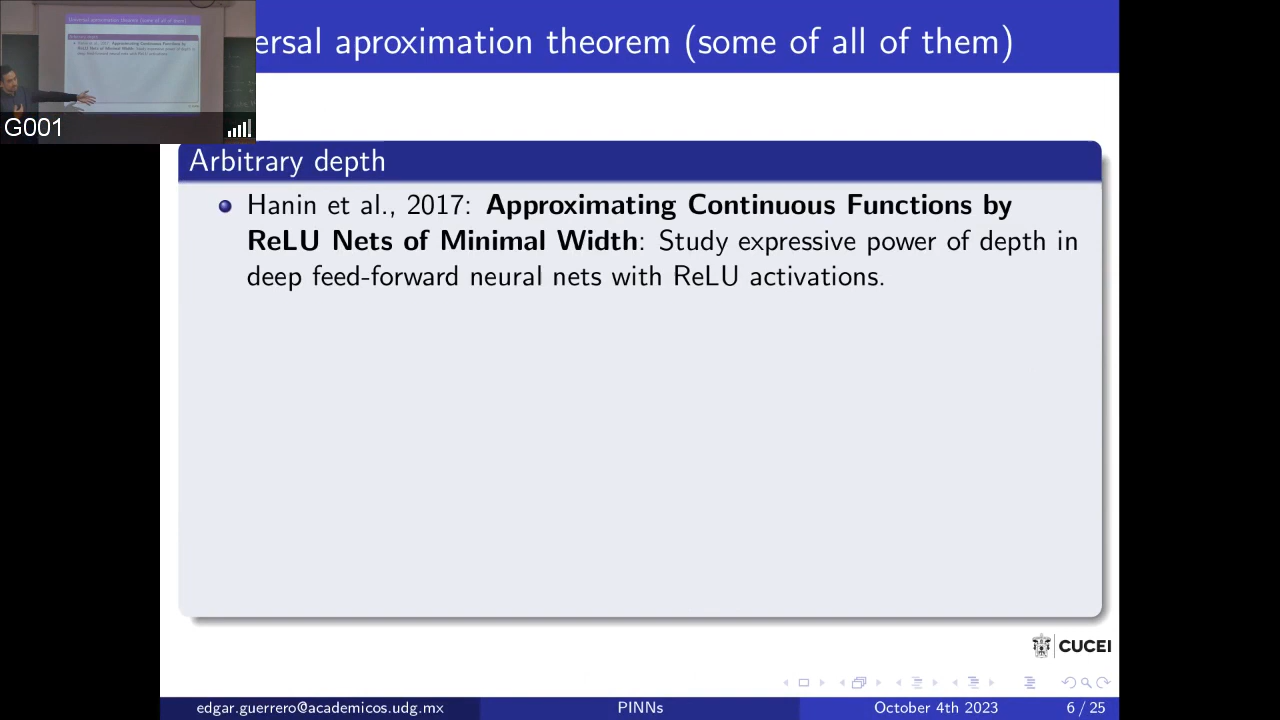 ersal aproximation theorem (some of all of them)
G001
Arbitrary depth
Hanin et al., 2017: Approximating Continuous Functions by
ReLU Nets of Minimal Width: Study expressive power of depth in
deep feed-forward neural nets with ReLU activations.
CUCEI
edgar.guerrero@academicos.udg.mx PINNs October 4th 2023 6 / 25